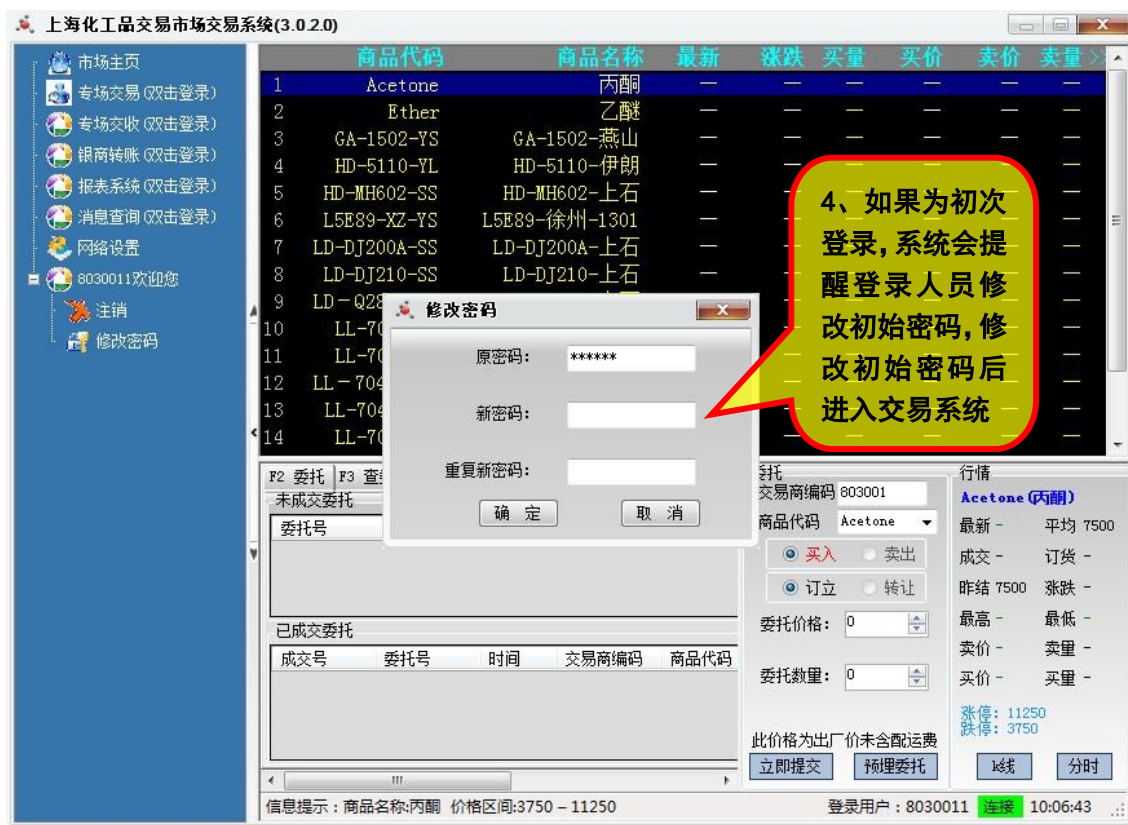 上海化工品交易市场交易系统(3.0.2.0)
市场主页
专场交易(双击登录)
专场交收(双击登录)
银商转账(双击登录)
报表系统(双击登录)
消息查询(双击登录)
网络设置
8030011欢迎您
注销
修改密码
商品代码 商品名称 最新 涨跌 买量 买价 卖价 卖量 >>
1 Acetone 丙酮 — — — — — —
2 Ether 乙醚 — — — — — —
3 GA-1502-YS GA-1502-燕山 — — — — — —
4 HD-5110-YL HD-5110-伊朗 — — — — — —
5 HD-MH602-SS HD-MH602-上石 — —
6 L5E89-XZ-YS L5E89-徐州-1301 — —
7 LD-DJ200A-SS LD-DJ200A-上石 — —
8 LD-DJ210-SS LD-DJ210-上石 — —
9 LD-Q28
10 LL-70
11 LL-70
12 LL-704
13 LL-704
14 LL-70
4、如果为初次
登录,系统会提
醒登录人员修
改初始密码,修
改初始密码后
进入交易系统
修改密码
原密码: ******
新密码:
重复新密码:
确 定 取 消
F2 委托 F3 查
未成交委托
委托号
已成交委托
成交号 委托号 时间 交易商编码 商品代码
委托
交易商编码 803001
商品代码 Acetone
买入 卖出
订立 转让
委托价格: 0
委托数量: 0
此价格为出厂价未含配运费
立即提交 预埋委托
行情
Acetone(丙酮)
最新 - 平均 7500
成交 - 订货 -
昨结 7500 涨跌 -
最高 - 最低 -
卖价 - 卖量 -
买价 - 买量 -
涨停: 11250
跌停: 3750
k线 分时
信息提示:商品名称:丙酮 价格区间:3750 – 11250 登录用户:8030011 连接 10:06:43